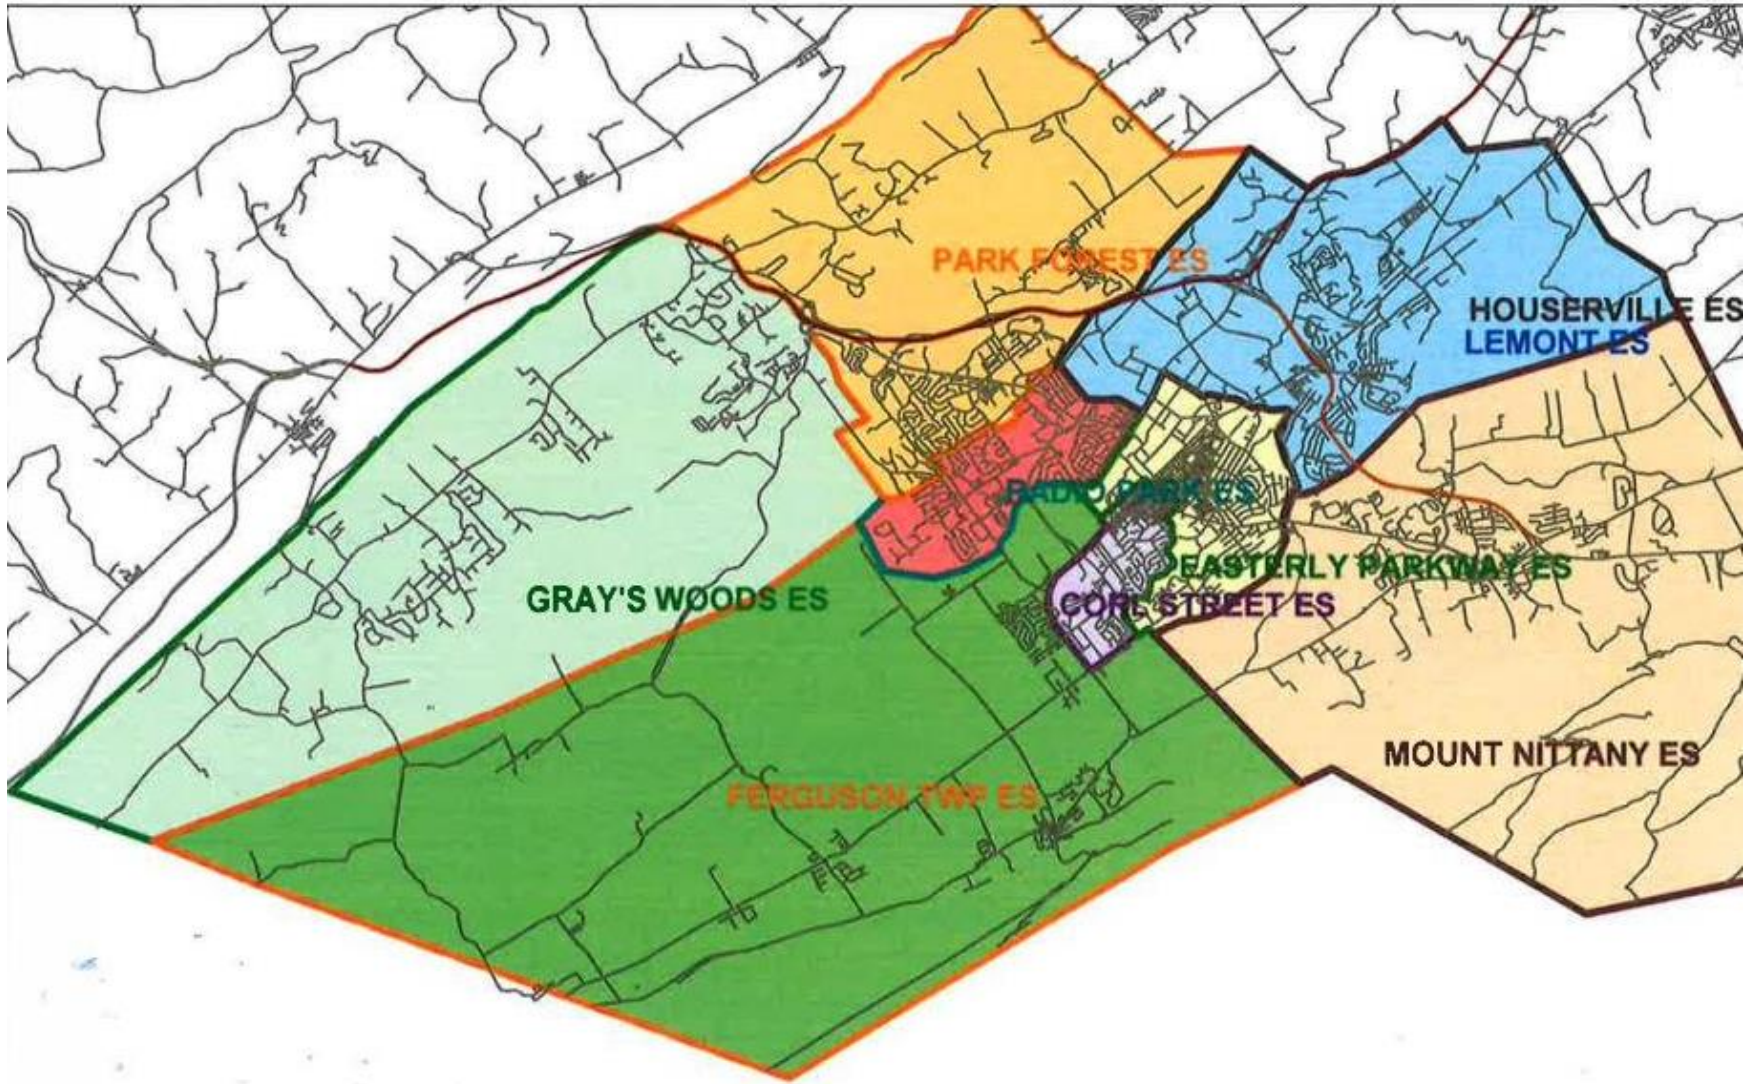 PARK FOREST ES
HOUSERVILLE ES
LEMONT ES
RADIO PARK ES
EASTERLY PARKWAY ES
GRAY'S WOODS ES
CORL STREET ES
MOUNT NITTANY ES
FERGUSON TWP ES